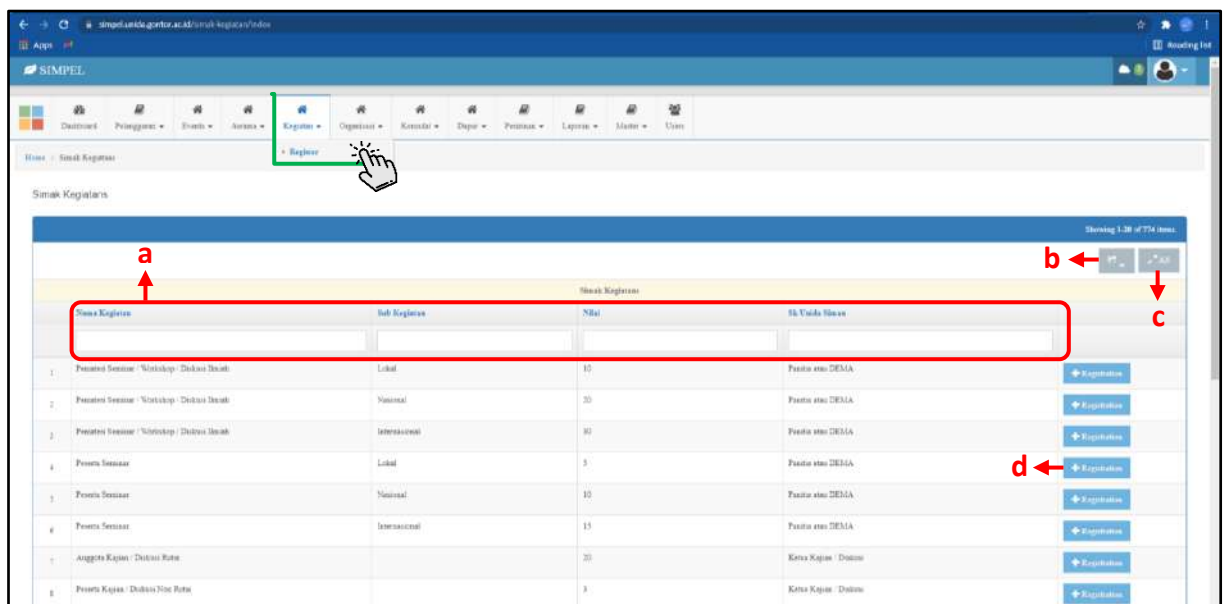 simpel.unida.gontor.ac.id/simak-kegiatan/index
Apps
Reading list
SIMPEL
Dashboard Pelanggaran Events Asrama Kegiatan Organisasi Konsulat Dapur Perizinan Laporan Master Users
Register
Home / Simak Kegiatans
Simak Kegiatans
Showing 1-20 of 774 items.
a
b
All
c
Simak Kegiatans
Nama Kegiatan Sub Kegiatan Nilai Sk Unida Siman
1 Pemateri Seminar / Workshop / Diskusi Ilmiah Lokal 10 Panitia atau DEMA Registration
2 Pemateri Seminar / Workshop / Diskusi Ilmiah Nasional 20 Panitia atau DEMA Registration
3 Pemateri Seminar / Workshop / Diskusi Ilmiah Internasional 30 Panitia atau DEMA Registration
4 Peserta Seminar Lokal 5 Panitia atau DEMA d Registration
5 Peserta Seminar Nasional 10 Panitia atau DEMA Registration
6 Peserta Seminar Internasional 15 Panitia atau DEMA Registration
7 Anggota Kajian / Diskusi Rutin 20 Ketua Kajian / Diskusi Registration
8 Peserta Kajian / Diskusi Non Rutin 3 Ketua Kajian / Diskusi Registration